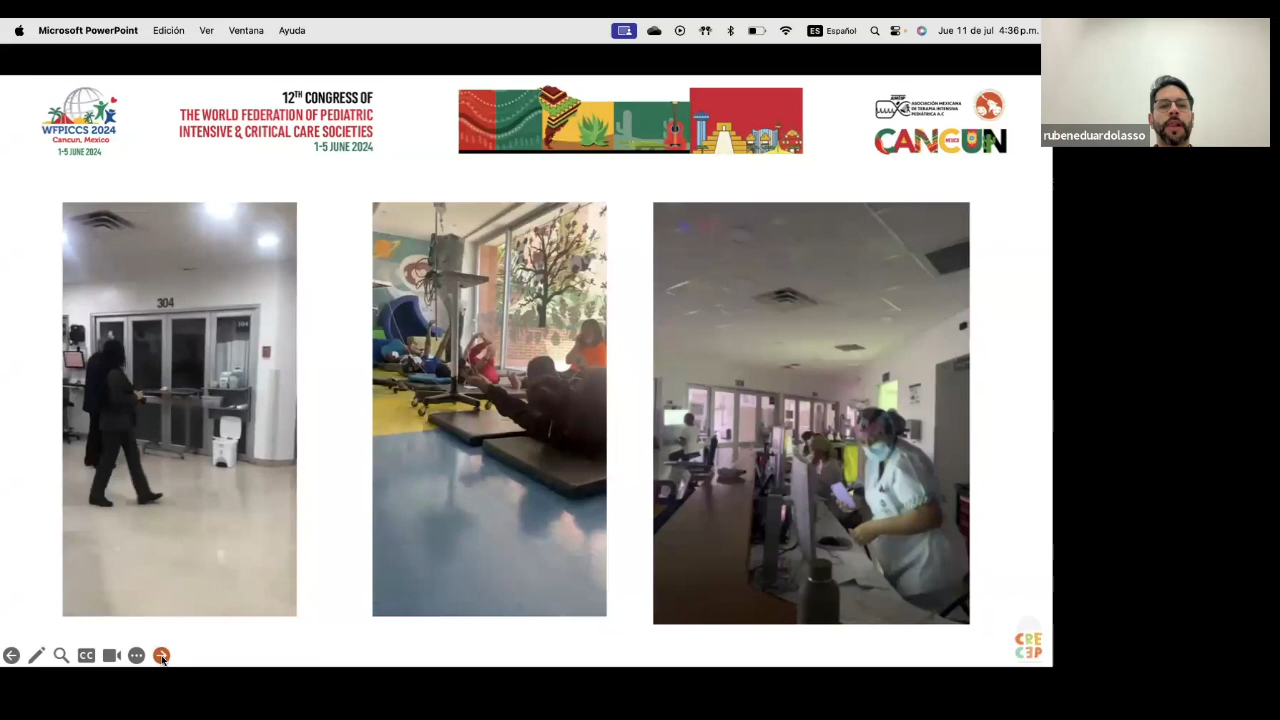 Microsoft PowerPoint Edición Ver Ventana Ayuda
ES Español Jue 11 de jul 4:36 p.m.
WFPICCS 2024
Cancun, Mexico
1-5 JUNE 2024
12TH CONGRESS OF
THE WORLD FEDERATION OF PEDIATRIC
INTENSIVE & CRITICAL CARE SOCIETIES
1-5 JUNE 2024
ASOCIACIÓN MEXICANA
DE TERAPIA INTENSIVA
PEDIÁTRICA A.C
CANCUN
rubeneduardolasso
304
CC
CRE
CEP